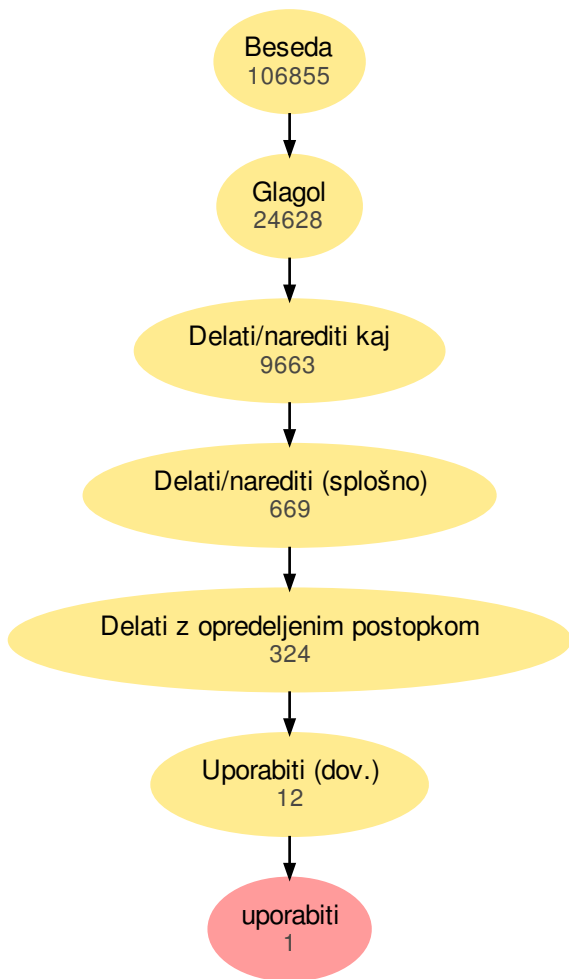 Beseda
106855
Glagol
24628
Delati/narediti kaj
9663
Delati/narediti (splošno)
669
Delati z opredeljenim postopkom
324
Uporabiti (dov.)
12
uporabiti
1